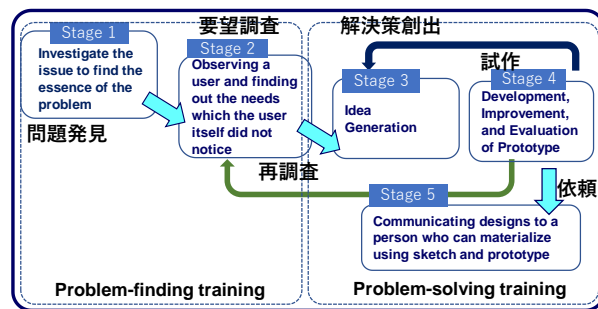 要望調査
解決策創出
Stage 1
Investigate the
issue to find the
essence of the
problem
問題発見
Stage 2
Observing a
user and finding
out the needs
which the user
itself did not
notice
再調査
Stage 3
Idea
Generation
試作
Stage 4
Development,
Improvement,
and Evaluation
of Prototype
依頼
Stage 5
Communicating designs to a
person who can materialize
using sketch and prototype
Problem-finding training
Problem-solving training